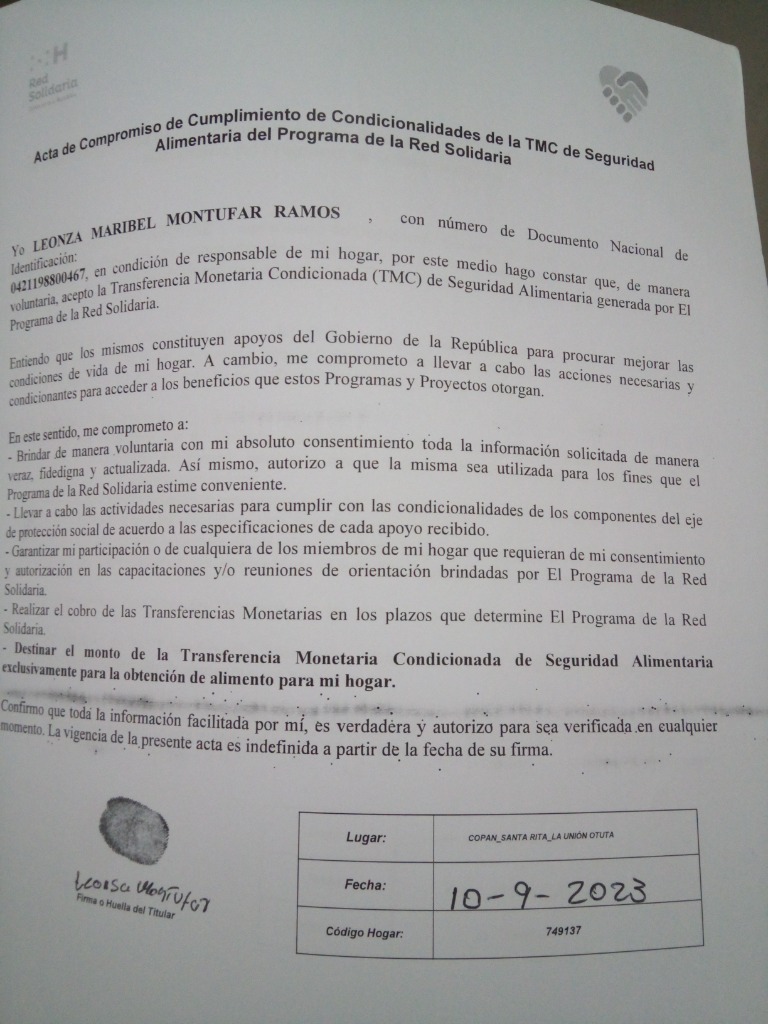 H
Red
Solidaria
Acta de Compromiso de Cumplimiento de Condicionalidades de la TMC de Seguridad
Alimentaria del Programa de la Red Solidaria
Yo LEONZA MARIBEL MONTUFAR RAMOS , con número de Documento Nacional de
Identificación:
0421198800467, en condición de responsable de mi hogar, por este medio hago constar que, de manera
voluntaria, acepto la Transferencia Monetaria Condicionada (TMC) de Seguridad Alimentaria generada por El
Programa de la Red Solidaria.
Entiendo que los mismos constituyen apoyos del Gobierno de la República para procurar mejorar las
condiciones de vida de mi hogar. A cambio, me comprometo a llevar a cabo las acciones necesarias y
condicionantes para acceder a los beneficios que estos Programas y Proyectos otorgan.
En este sentido, me comprometo a:
- Brindar de manera voluntaria con mi absoluto consentimiento toda la información solicitada de manera
veraz, fidedigna y actualizada. Así mismo, autorizo a que la misma sea utilizada para los fines que el
Programa de la Red Solidaria estime conveniente.
- Llevar a cabo las actividades necesarias para cumplir con las condicionalidades de los componentes del eje
de protección social de acuerdo a las especificaciones de cada apoyo recibido.
- Garantizar mi participación o de cualquiera de los miembros de mi hogar que requieran de mi consentimiento
y autorización en las capacitaciones y/o reuniones de orientación brindadas por El Programa de la Red
Solidaria.
- Realizar el cobro de las Transferencias Monetarias en los plazos que determine El Programa de la Red
Solidaria.
- Destinar el monto de la Transferencia Monetaria Condicionada de Seguridad Alimentaria
exclusivamente para la obtención de alimento para mi hogar.
Confirmo que toda la información facilitada por mí, es verdadera y autorizo para sea verificada en cualquier
momento. La vigencia de la presente acta es indefinida a partir de la fecha de su firma.
Leonsa Montufar
Firma o Huella del Titular
Lugar: COPAN_SANTA RITA_LA UNIÓN OTUTA
Fecha: 10-9-2023
Código Hogar: 749137